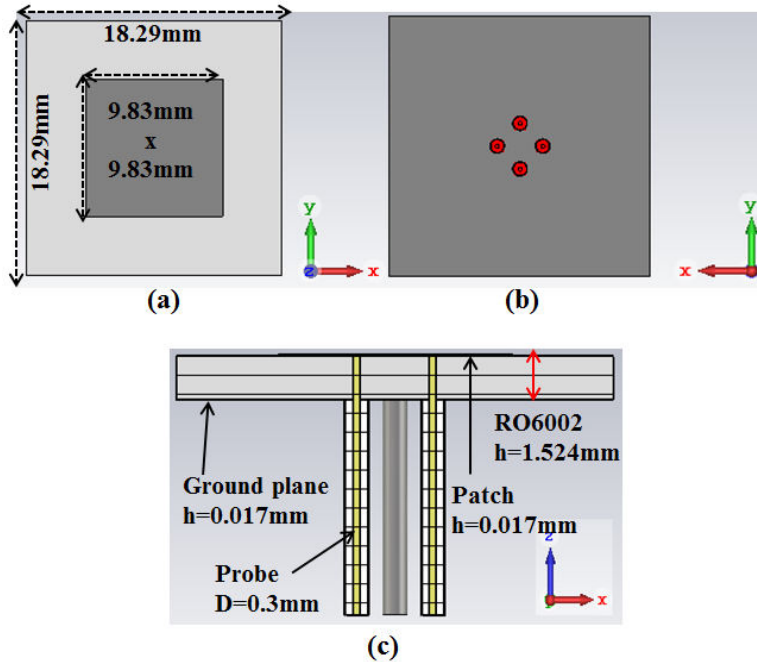 18.29mm
18.29mm
9.83mm
x
9.83mm
y
z
x
y
x
(a)
(b)
RO6002
h=1.524mm
Ground plane
h=0.017mm
Patch
h=0.017mm
Probe
D=0.3mm
z
x
(c)